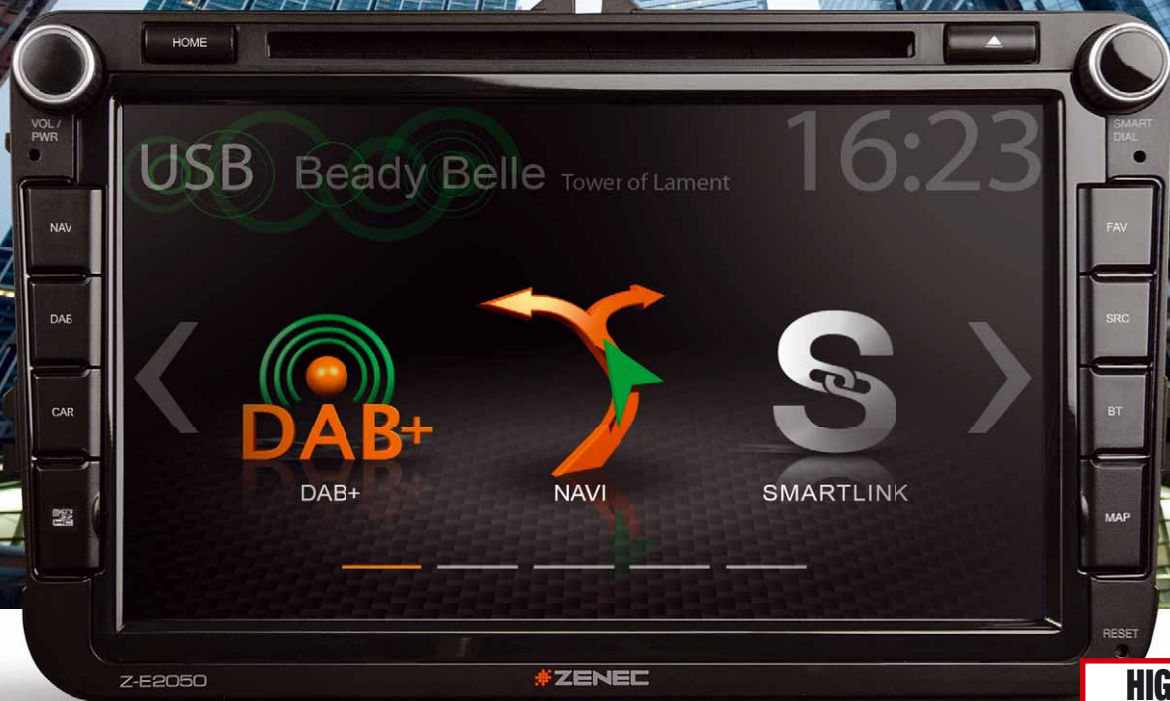 HOME
VOL /
PWR
SMART
DIAL
USB Beady Belle Tower of Lament 16:23
NAV
FAV
DAB
SRC
CAR
BT
DAB+
S
DAB+ NAVI SMARTLINK
MAP
RESET
Z-E2050
ZENEC
HIG